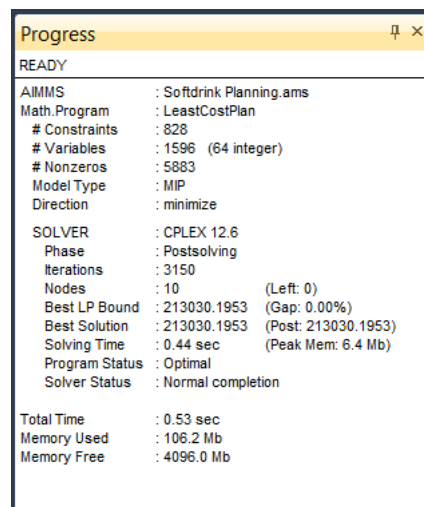 Progress
READY
AIMMS : Softdrink Planning.ams
Math.Program : LeastCostPlan
# Constraints : 828
# Variables : 1596 (64 integer)
# Nonzeros : 5883
Model Type : MIP
Direction : minimize
SOLVER : CPLEX 12.6
Phase : Postsolving
Iterations : 3150
Nodes : 10 (Left: 0)
Best LP Bound : 213030.1953 (Gap: 0.00%)
Best Solution : 213030.1953 (Post: 213030.1953)
Solving Time : 0.44 sec (Peak Mem: 6.4 Mb)
Program Status : Optimal
Solver Status : Normal completion
Total Time : 0.53 sec
Memory Used : 106.2 Mb
Memory Free : 4096.0 Mb